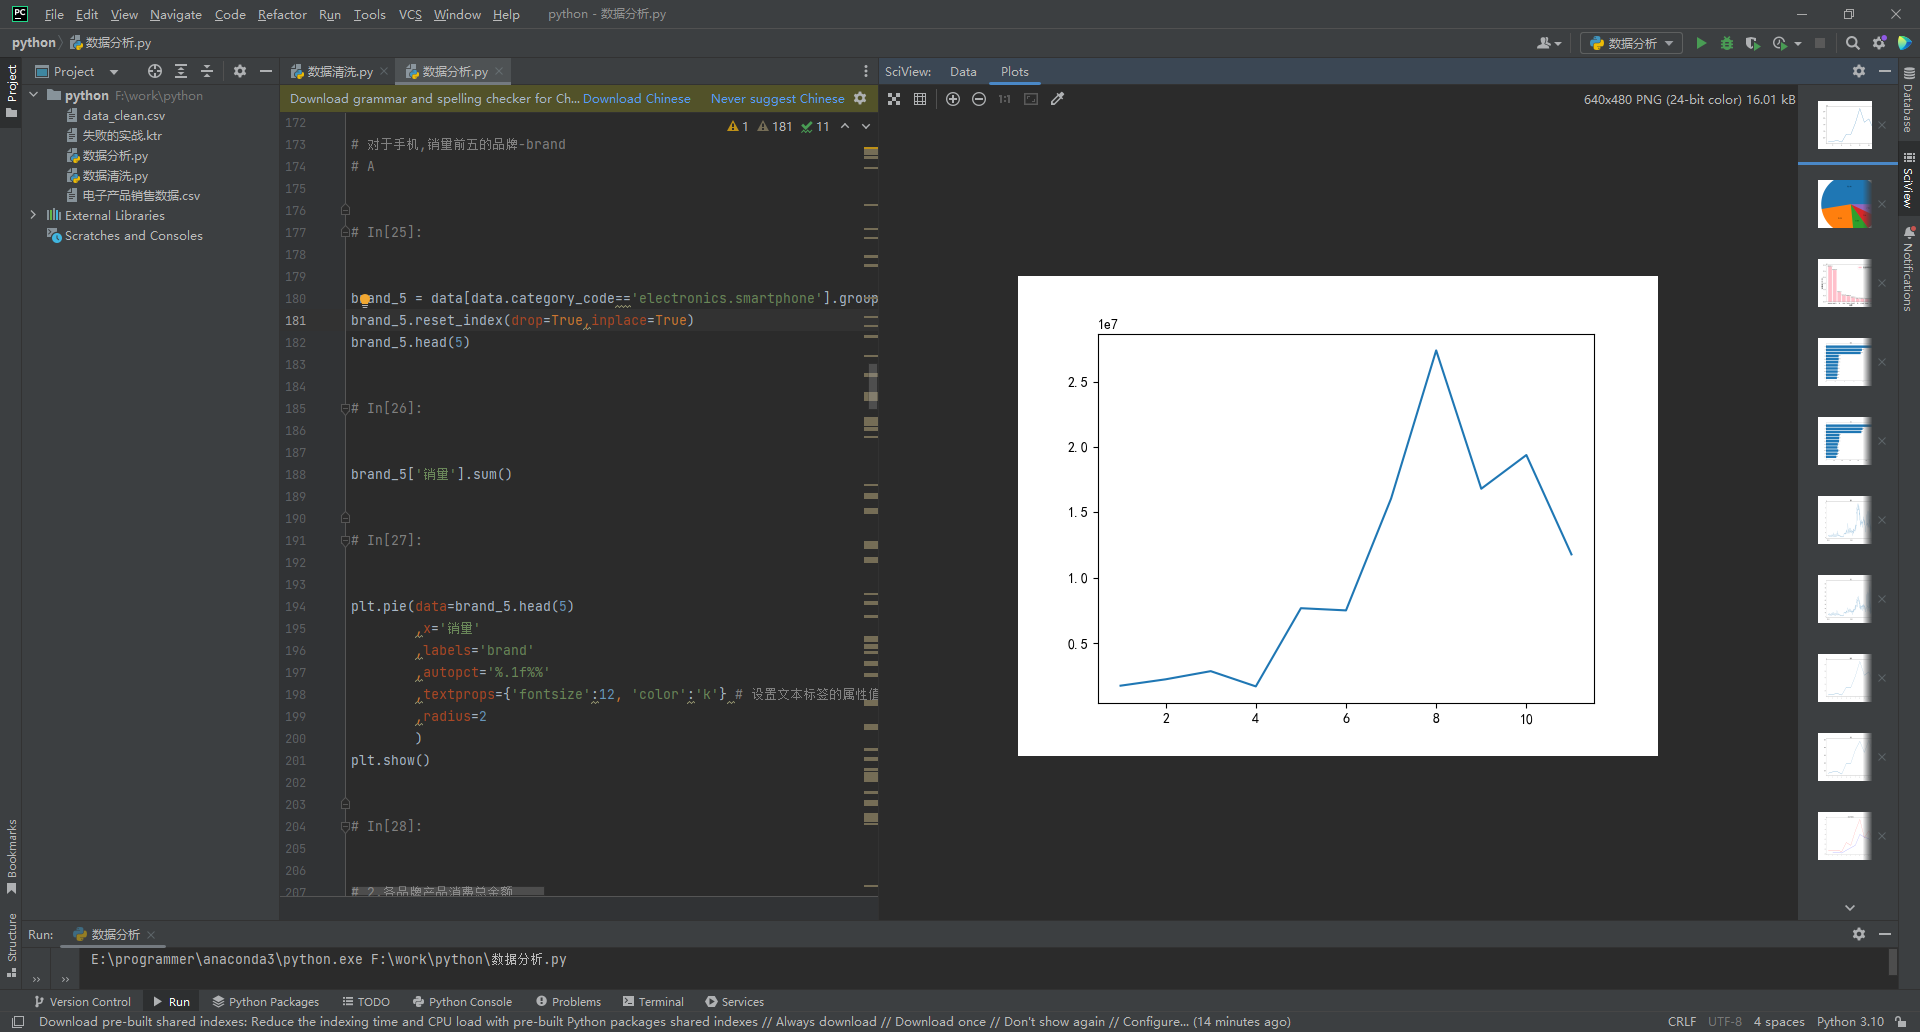 File Edit View Navigate Code Refactor Run Tools VCS Window Help python - 数据分析.py
python 数据分析.py
数据分析
Project
数据清洗.py
数据分析.py
SciView: Data Plots
Project
python F:\work\python
data_clean.csv
失败的实战.ktr
数据分析.py
数据清洗.py
电子产品销售数据.csv
External Libraries
Scratches and Consoles
Download grammar and spelling checker for Ch... Download Chinese Never suggest Chinese
1 181 11
172
173 # 对于手机,销量前五的品牌-brand
174 # A
175
176
177 # In[25]:
178
179
180 brand_5 = data[data.category_code=='electronics.smartphone'].group
181 brand_5.reset_index(drop=True,inplace=True)
182 brand_5.head(5)
183
184
185 # In[26]:
186
187
188 brand_5['销量'].sum()
189
190
191 # In[27]:
192
193
194 plt.pie(data=brand_5.head(5)
195 ,x='销量'
196 ,labels='brand'
197 ,autopct='%.1f%%'
198 ,textprops={'fontsize':12, 'color':'k'} # 设置文本标签的属性值
199 ,radius=2
200 )
201 plt.show()
202
203
204 # In[28]:
205
206
207 # 2.各品牌产品消费总金额
1:1
640x480 PNG (24-bit color) 16.01 kB
1e7
2.5
2.0
1.5
1.0
0.5
2 4 6 8 10
Database
SciView
Notifications
Bookmarks
Structure
Run: 数据分析
E:\programmer\anaconda3\python.exe F:\work\python\数据分析.py
Version Control Run Python Packages TODO Python Console Problems Terminal Services
Download pre-built shared indexes: Reduce the indexing time and CPU load with pre-built Python packages shared indexes // Always download // Download once // Don't show again // Configure... (14 minutes ago)
CRLF UTF-8 4 spaces Python 3.10